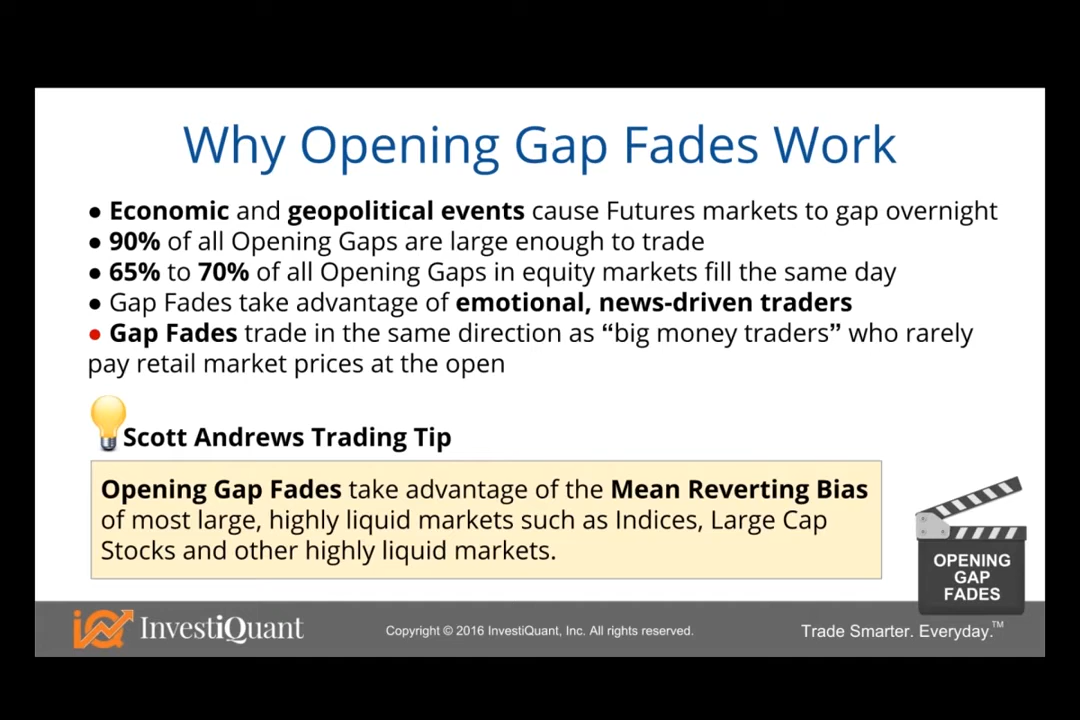 Why Opening Gap Fades Work
● Economic and geopolitical events cause Futures markets to gap overnight
● 90% of all Opening Gaps are large enough to trade
● 65% to 70% of all Opening Gaps in equity markets fill the same day
● Gap Fades take advantage of emotional, news-driven traders
● Gap Fades trade in the same direction as “big money traders” who rarely
pay retail market prices at the open
Scott Andrews Trading Tip
Opening Gap Fades take advantage of the Mean Reverting Bias
of most large, highly liquid markets such as Indices, Large Cap
Stocks and other highly liquid markets.
OPENING
GAP
FADES
iQ InvestiQuant
Copyright © 2016 InvestiQuant, Inc. All rights reserved.
Trade Smarter. Everyday.™